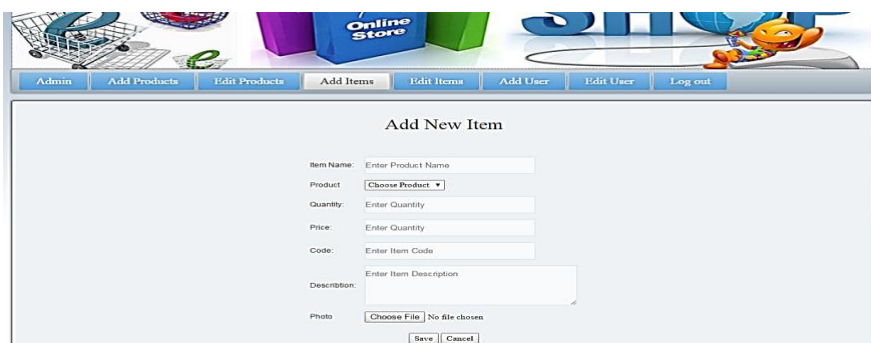 Online
Store
SHOP
Admin Add Products Edit Products Add Items Edit Items Add User Edit User Log out
Add New Item
Item Name: Enter Product Name
Product Choose Product ▼
Quantity: Enter Quantity
Price: Enter Quantity
Code: Enter Item Code
Describtion: Enter Item Description
Photo Choose File No file chosen
Save Cancel